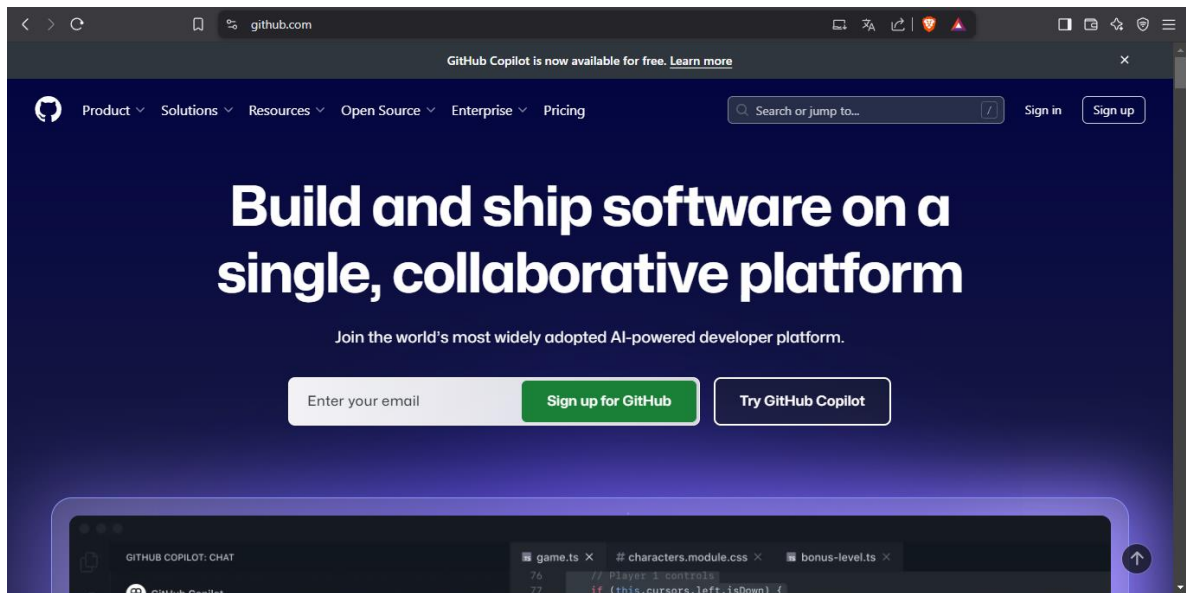 github.com
GitHub Copilot is now available for free. Learn more
Product Solutions Resources Open Source Enterprise Pricing Search or jump to... / Sign in Sign up
Build and ship software on a
single, collaborative platform
Join the world's most widely adopted AI-powered developer platform.
Enter your email Sign up for GitHub Try GitHub Copilot
GITHUB COPILOT: CHAT game.ts # characters.module.css bonus-level.ts
76 // Player 1 controls
GitHub Copilot 77 if (this.cursors.left.isDown) {